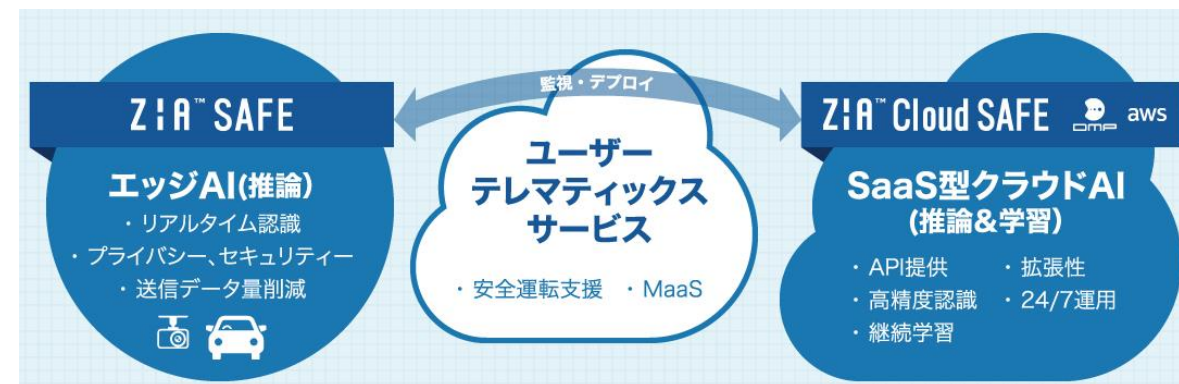 ZIA™ SAFE
エッジAI(推論)
・リアルタイム認識
・プライバシー、セキュリティー
・送信データ量削減
監視・デプロイ
ユーザー
テレマティックス
サービス
・安全運転支援 ・MaaS
ZIA™ Cloud SAFE DMP aws
SaaS型クラウドAI
(推論&学習)
・API提供 ・拡張性
・高精度認識 ・24/7運用
・継続学習